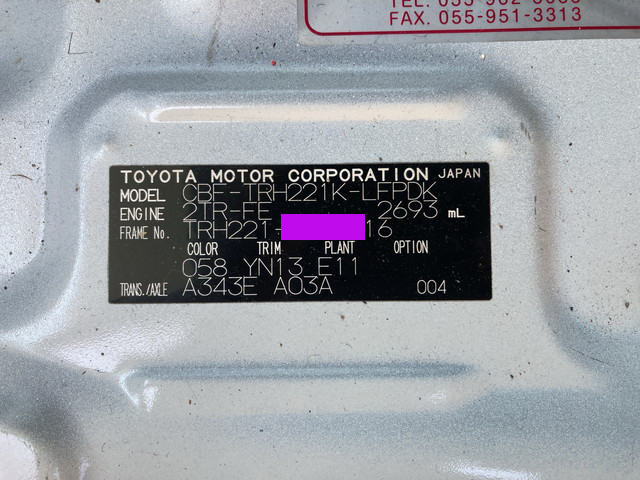 FAX. 055-951-3313
TOYOTA MOTOR CORPORATION JAPAN
MODEL CBF-TRH221K-LFPDK
ENGINE 2TR-FE 2693 mL
FRAME No. TRH221- 16
COLOR TRIM PLANT OPTION
058 YN13 E11
TRANS./AXLE A343E A03A 004